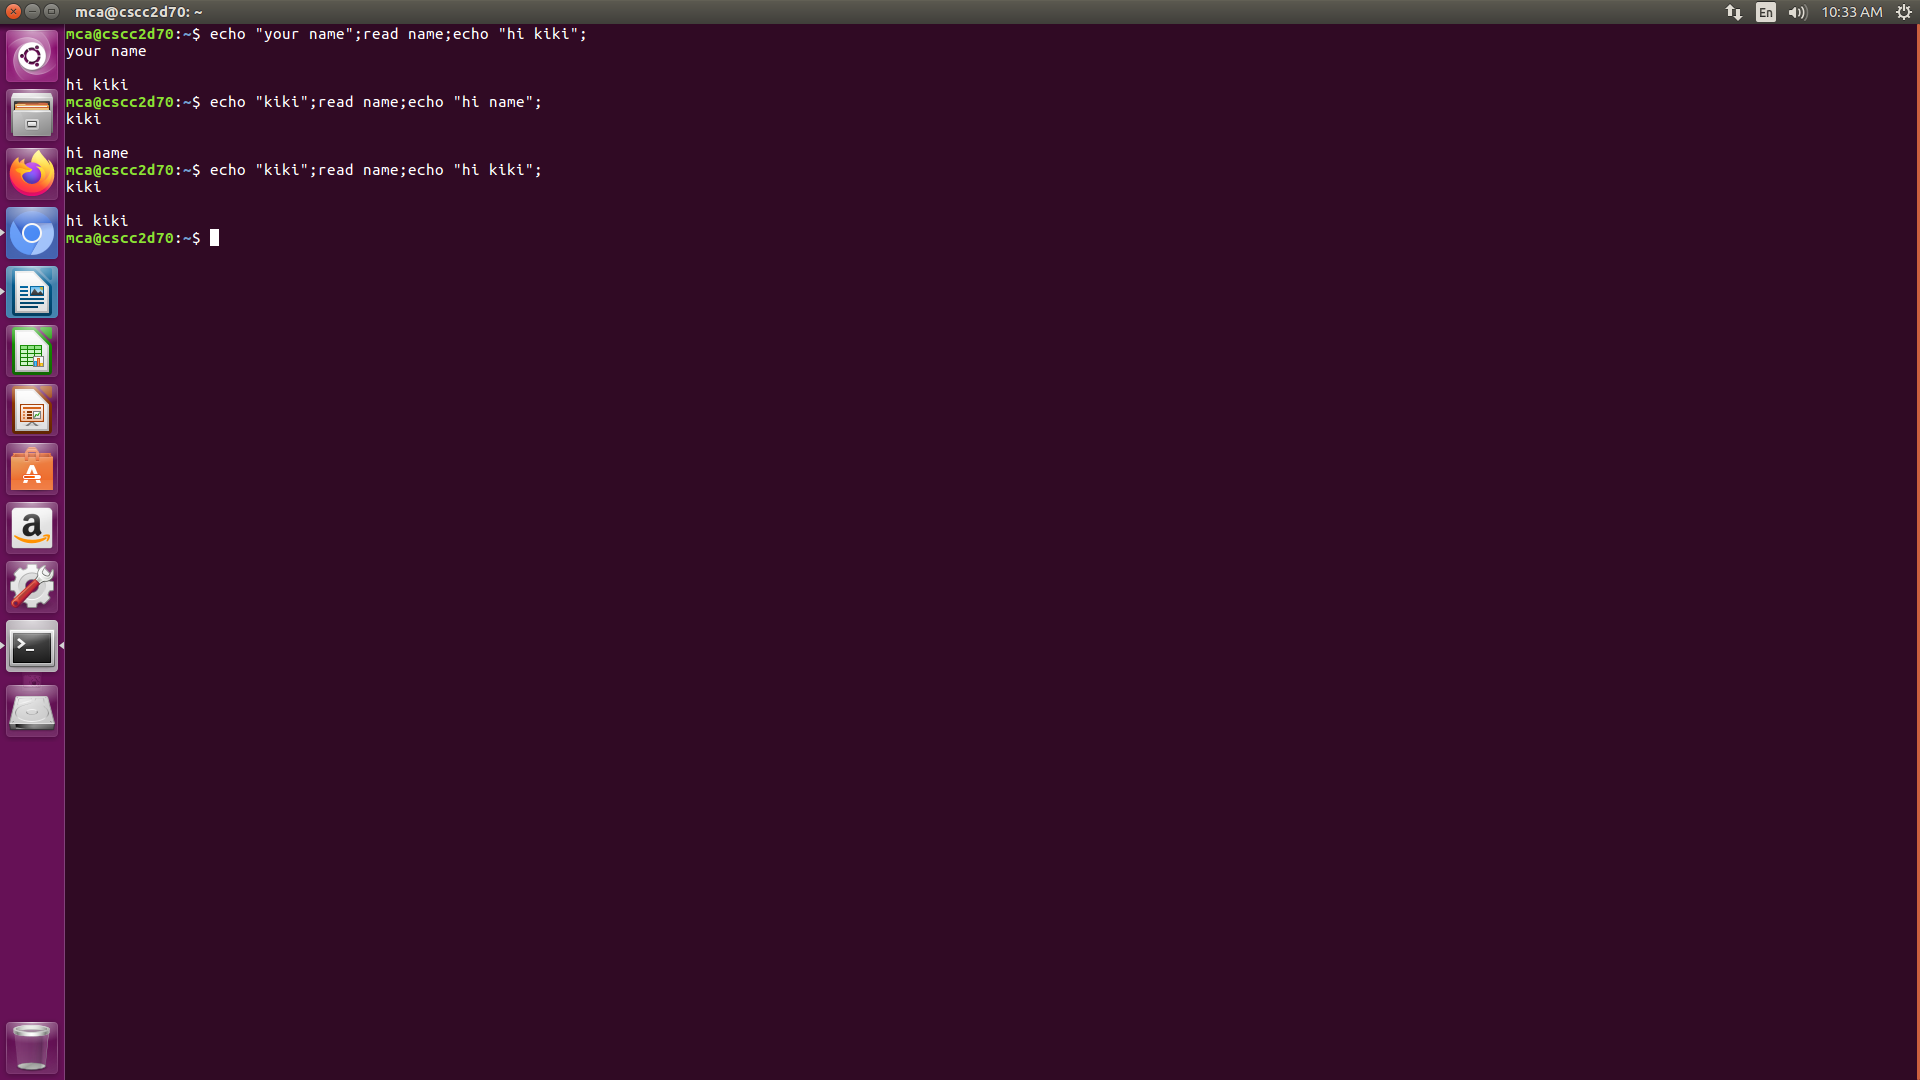 mca@cscc2d70: ~
En
10:33 AM
mca@cscc2d70:~$ echo "your name";read name;echo "hi kiki";
your name
hi kiki
mca@cscc2d70:~$ echo "kiki";read name;echo "hi name";
kiki
hi name
mca@cscc2d70:~$ echo "kiki";read name;echo "hi kiki";
kiki
hi kiki
mca@cscc2d70:~$